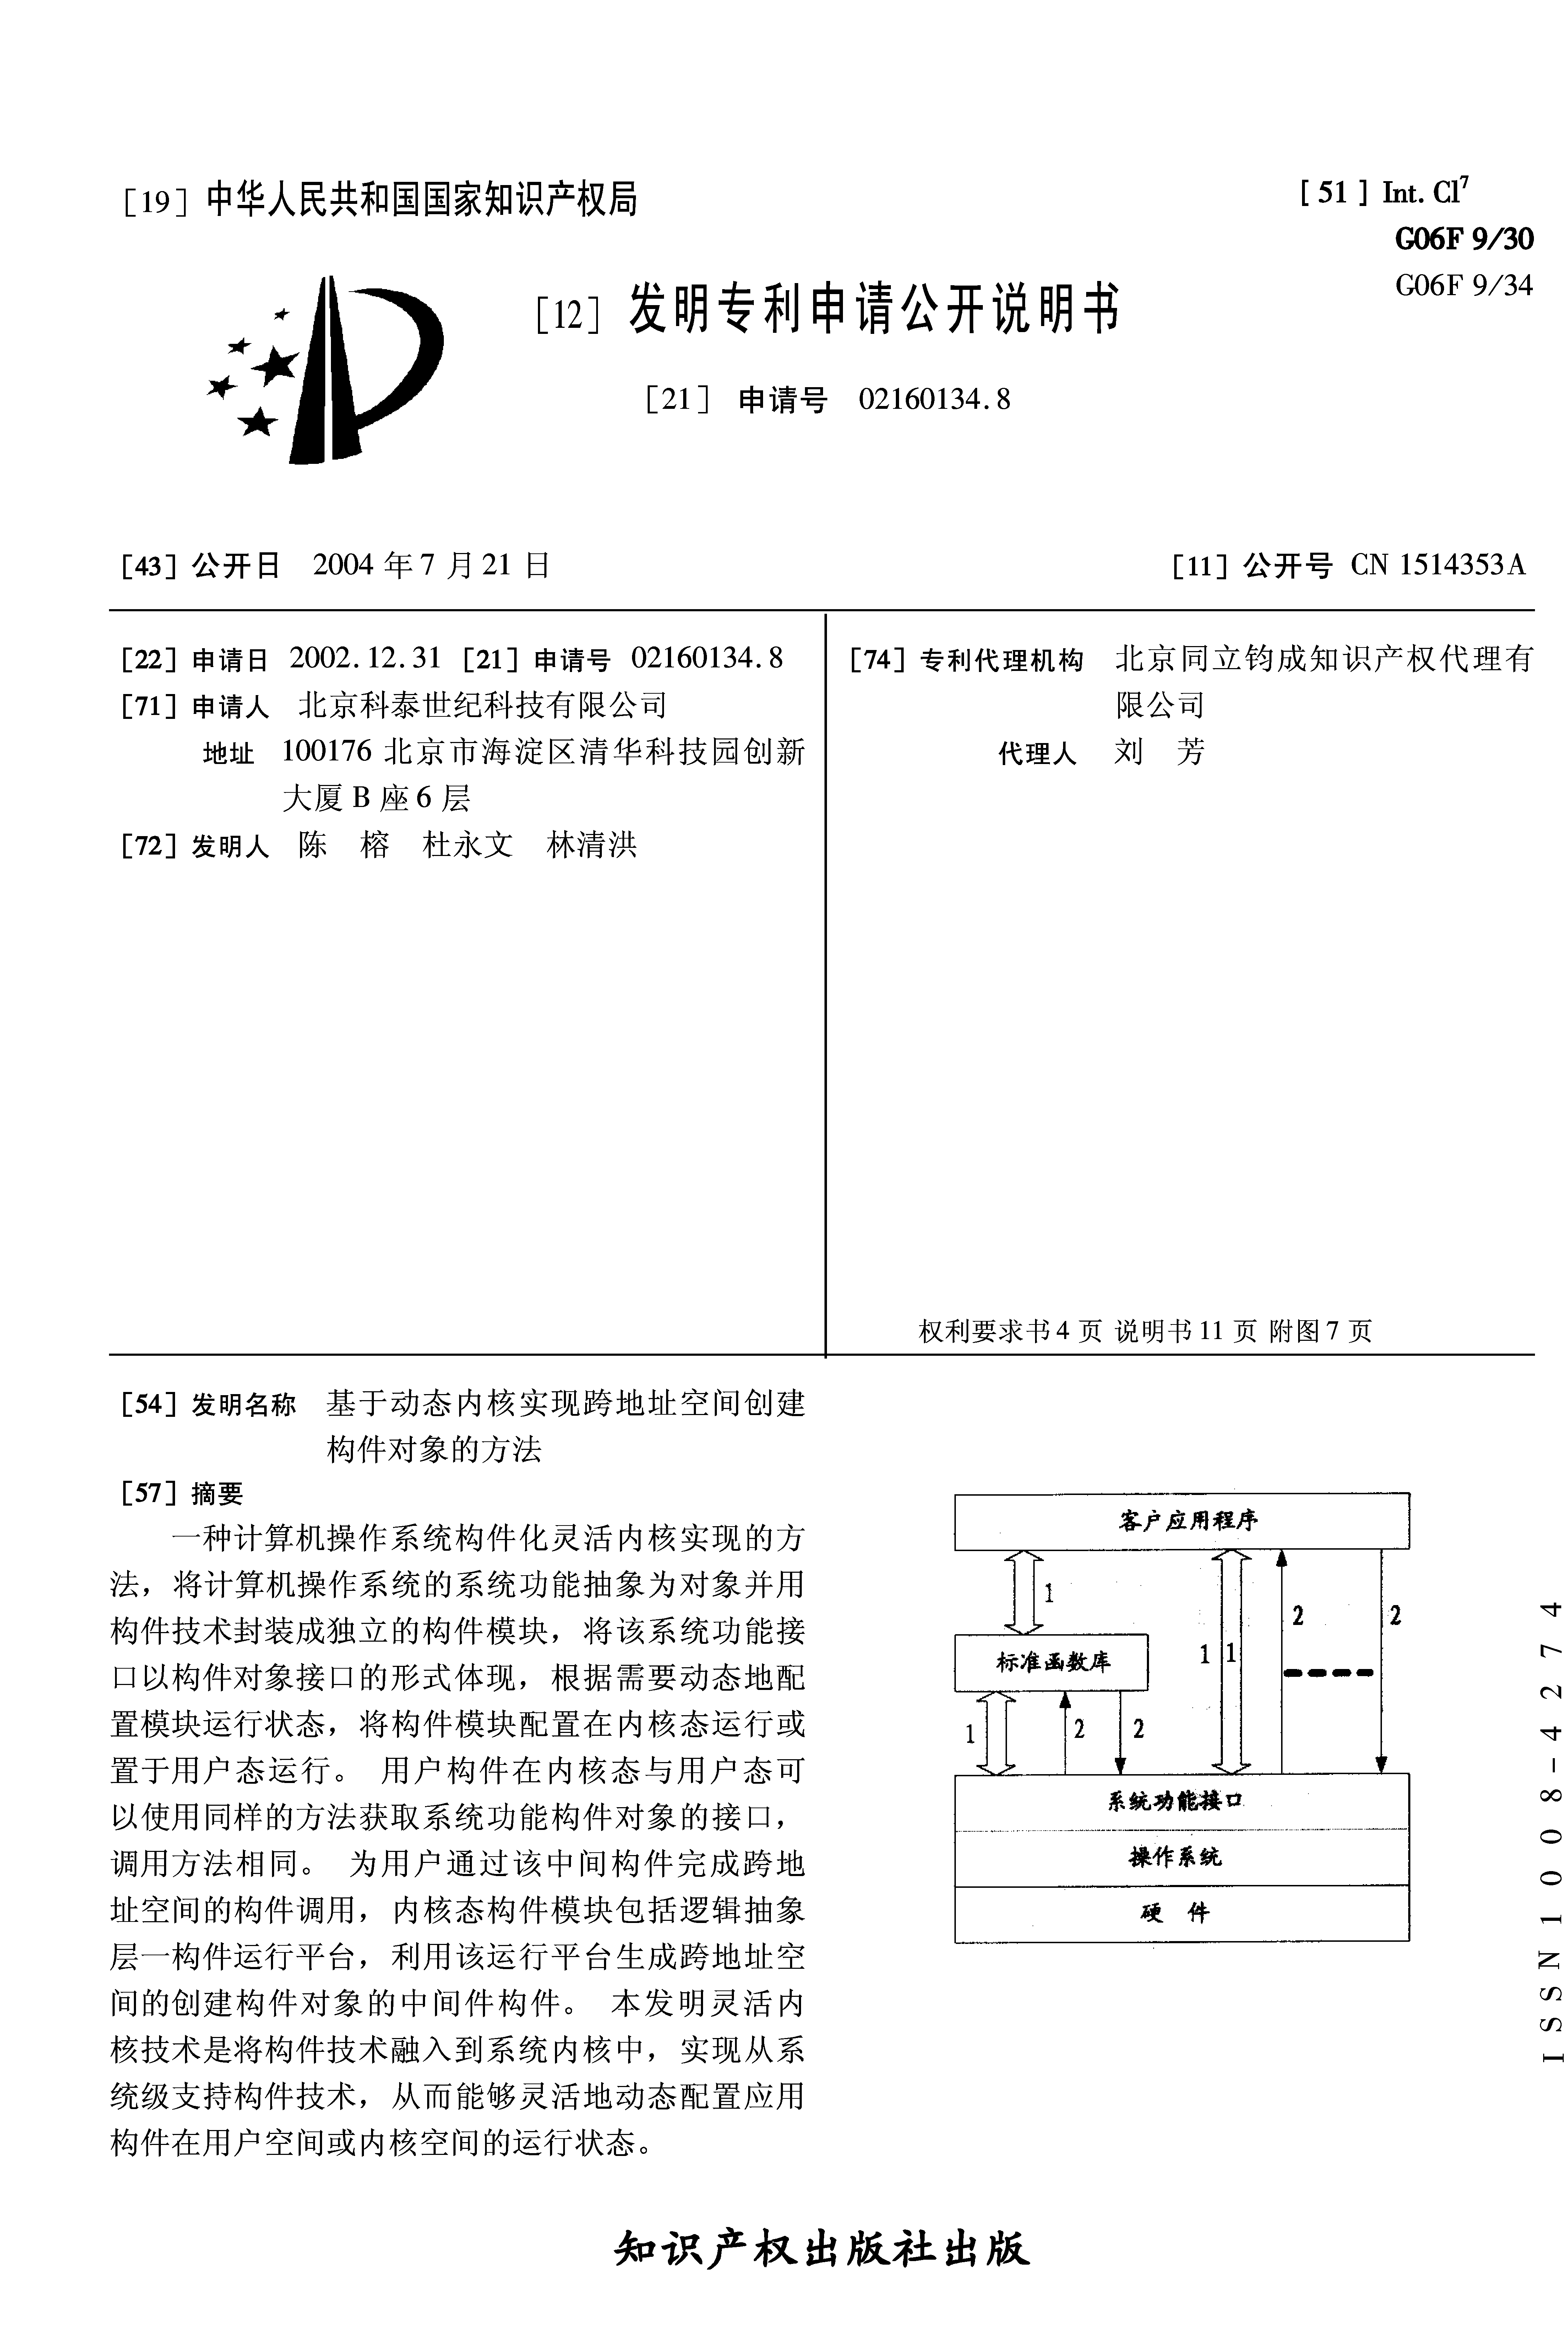 [19] 中华人民共和国国家知识产权局
[51] Int. Cl7
G06F 9/30
G06F 9/34
[12] 发明专利申请公开说明书
[21] 申请号 02160134.8
[43] 公开日 2004 年 7 月 21 日
[11] 公开号 CN 1514353A
[22] 申请日 2002.12.31 [21] 申请号 02160134.8
[71] 申请人 北京科泰世纪科技有限公司
地址 100176 北京市海淀区清华科技园创新
大厦 B 座 6 层
[72] 发明人 陈 榕 杜永文 林清洪
[74] 专利代理机构 北京同立钧成知识产权代理有
限公司
代理人 刘 芳
权利要求书 4 页 说明书 11 页 附图 7 页
[54] 发明名称 基于动态内核实现跨地址空间创建
构件对象的方法
[57] 摘要
一种计算机操作系统构件化灵活内核实现的方
法，将计算机操作系统的系统功能抽象为对象并用
构件技术封装成独立的构件模块，将该系统功能接
口以构件对象接口的形式体现，根据需要动态地配
置模块运行状态，将构件模块配置在内核态运行或
置于用户态运行。 用户构件在内核态与用户态可
以使用同样的方法获取系统功能构件对象的接口，
调用方法相同。 为用户通过该中间构件完成跨地
址空间的构件调用，内核态构件模块包括逻辑抽象
层一构件运行平台，利用该运行平台生成跨地址空
间的创建构件对象的中间件构件。 本发明灵活内
核技术是将构件技术融入到系统内核中，实现从系
统级支持构件技术，从而能够灵活地动态配置应用
构件在用户空间或内核空间的运行状态。
客户应用程序
1
2
2
标准函数库
1 1
1
2
2
系统功能接口
操作系统
硬 件
ISSN 1008-4274
知识产权出版社出版